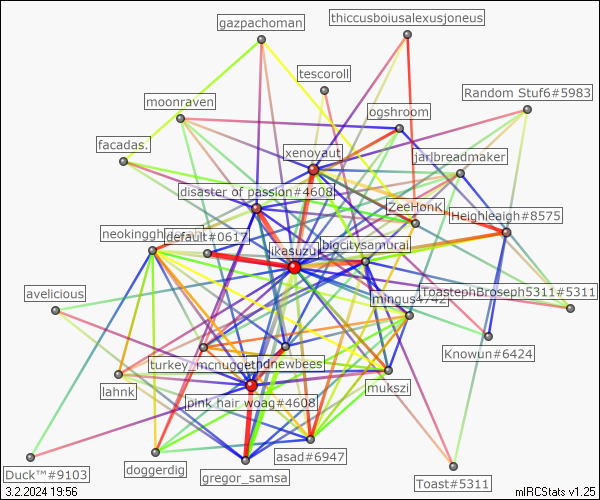 gazpachoman
thiccusboiusalexusjoneus
tescoroll
Random Stuf6#5983
moonraven
ogshroom
facadas.
xenoyaut
jarlbreadmaker
disaster of passion#4608
ZeeHonK
Heighleaigh#8575
default#0617
ikasuzu
bigcitysamurai
avelicious
mingus4742
ToastephBroseph5311#5311
turkey_mcnugget
ndnewbees
Knowun#6424
lahnk
mukszi
pink hair woag#4608
Duck™#9103
doggerdig
gregor_samsa
asad#6947
Toast#5311
3.2.2024 19:56
mIRCStats v1.25